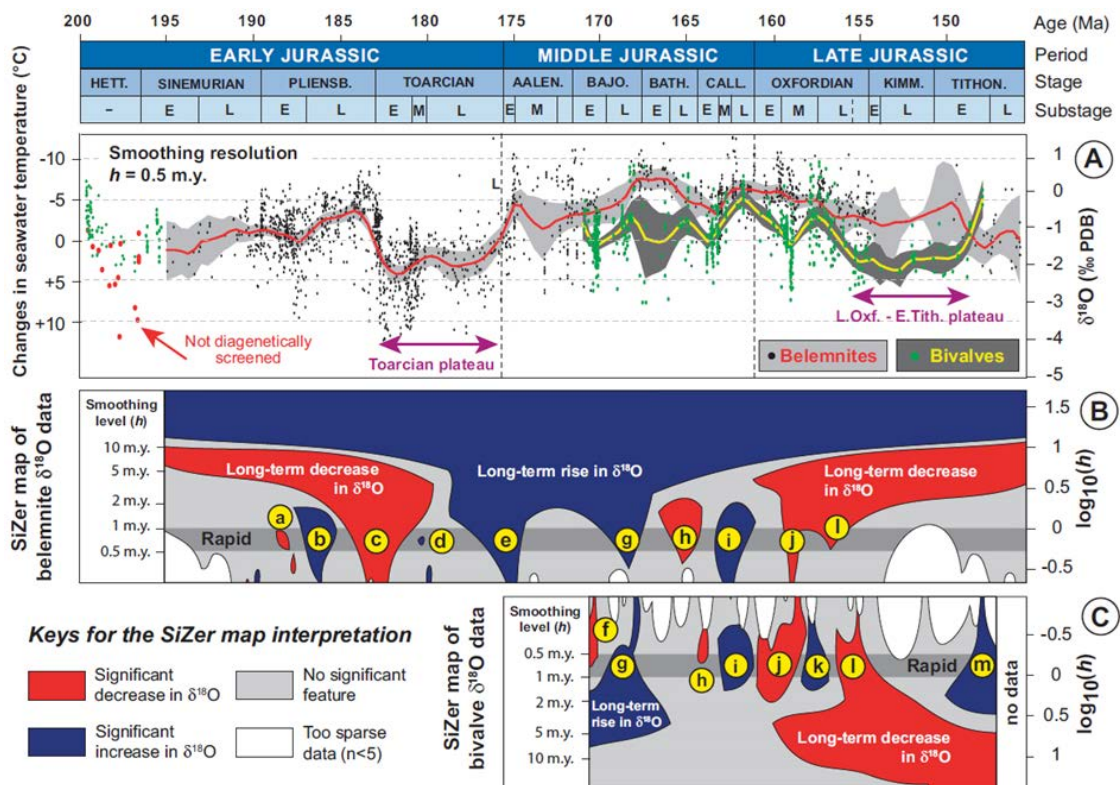 200 195 190 185 180 175 170 165 160 155 150 Age (Ma)
EARLY JURASSIC MIDDLE JURASSIC LATE JURASSIC Period
HETT. SINEMURIAN PLIENSB. TOARCIAN AALEN. BAJO. BATH. CALL. OXFORDIAN KIMM. TITHON. Stage
– E L E L E M L E M E L E L E M L E M L E L E L Substage
Changes in seawater temperature (°C)
-10
-5
0
+5
+10
Smoothing resolution
h = 0.5 m.y.
L
Not diagenetically
screened
Toarcian plateau
L.Oxf. - E.Tith. plateau
Belemnites
Bivalves
1
0
-1
-2
-3
-4
-5
δ18O (‰ PDB)
A
SiZer map of
belemnite δ18O data
Smoothing
level (h)
10 m.y.
5 m.y.
2 m.y.
1 m.y.
0.5 m.y.
Long-term decrease
in δ18O
Long-term rise in δ18O
Long-term decrease
in δ18O
Rapid
a b c d e g h i j l
1.5
1
0.5
0
-0.5
log10(h)
B
Keys for the SiZer map interpretation
Significant
decrease in δ18O
No significant
feature
Significant
increase in δ18O
Too sparse
data (n<5)
SiZer map of
bivalve δ18O data
Smoothing
level (h)
0.5 m.y.
1 m.y.
2 m.y.
5 m.y.
10 m.y.
f g h i j k l m
Rapid
Long-term
rise in δ18O
Long-term decrease
in δ18O
no data
-0.5
0
0.5
1
log10(h)
C